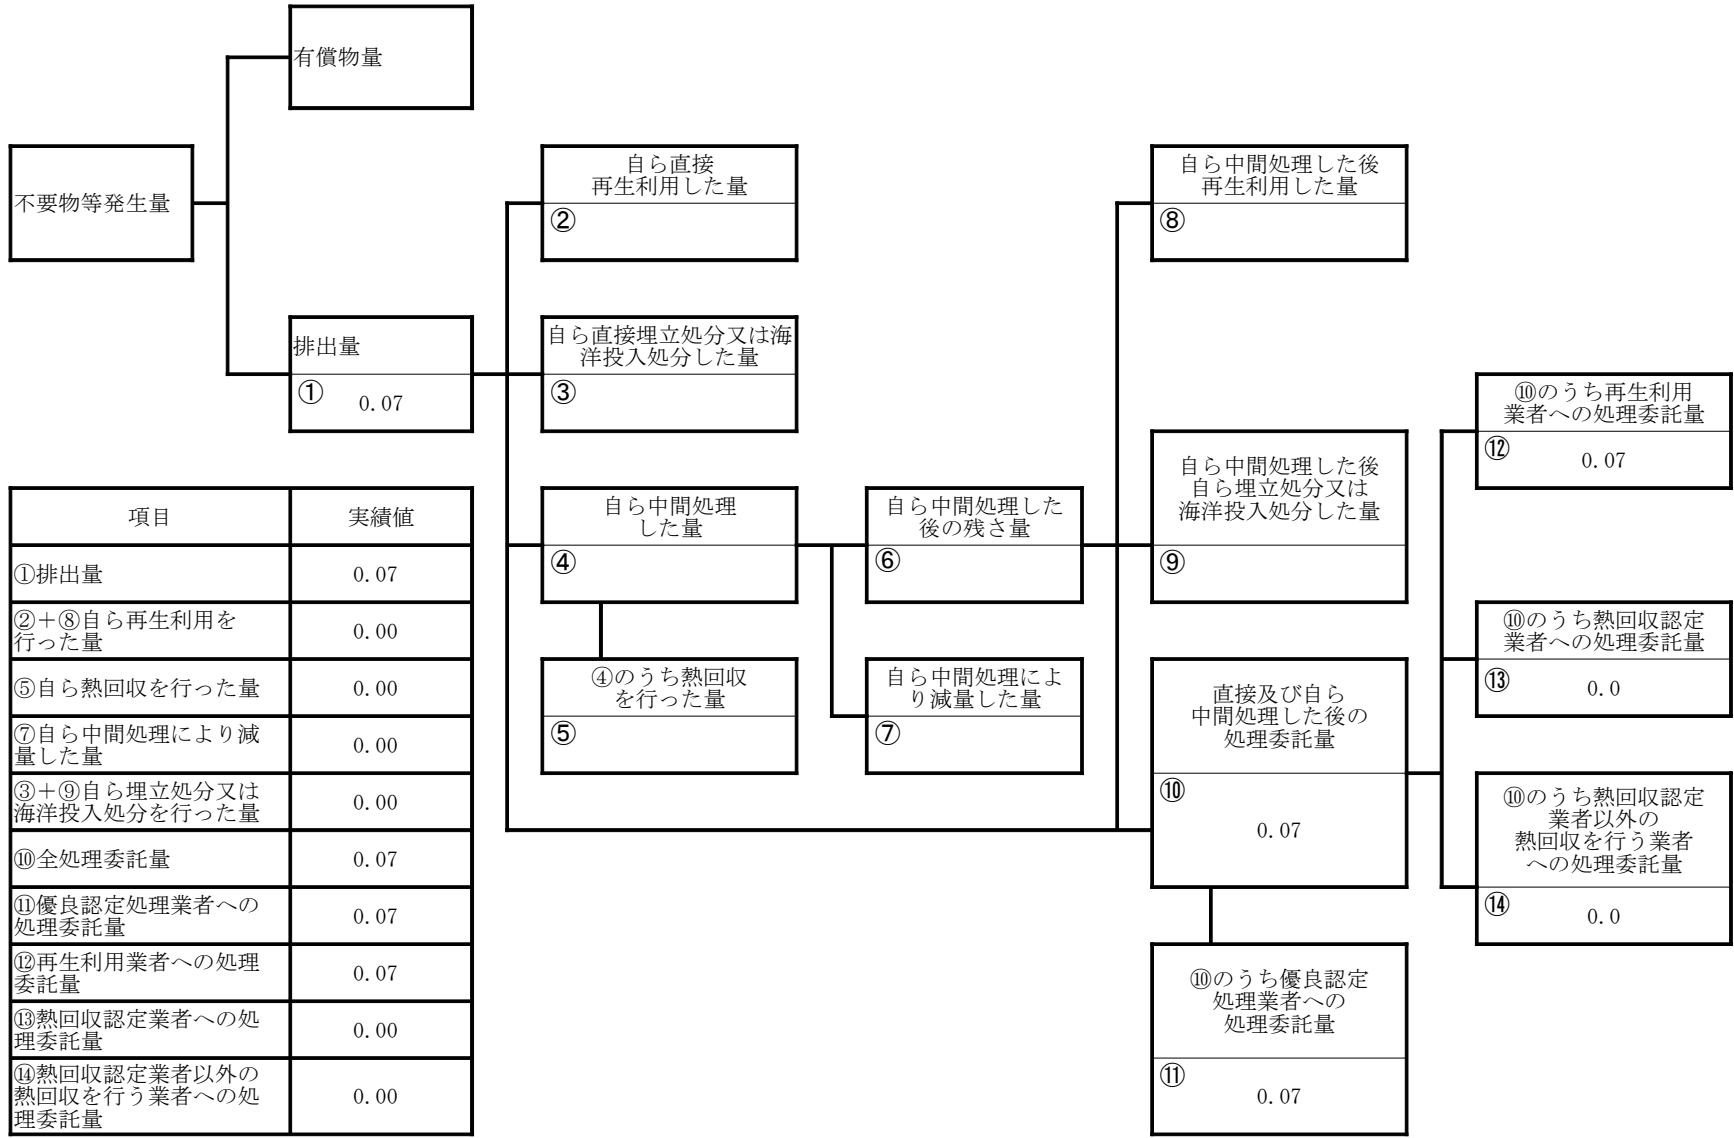 有償物量
不要物等発生量
排出量
①
0.07
自ら直接
再生利用した量
②
自ら直接埋立処分又は海
洋投入処分した量
③
自ら中間処理
した量
④
④のうち熱回収
を行った量
⑤
自ら中間処理した
後の残さ量
⑥
自ら中間処理によ
り減量した量
⑦
自ら中間処理した後
再生利用した量
⑧
自ら中間処理した後
自ら埋立処分又は
海洋投入処分した量
⑨
直接及び自ら
中間処理した後の
処理委託量
⑩
0.07
⑩のうち優良認定
処理業者への
処理委託量
⑪
0.07
⑩のうち再生利用
業者への処理委託量
⑫
0.07
⑩のうち熱回収認定
業者への処理委託量
⑬
0.0
⑩のうち熱回収認定
業者以外の
熱回収を行う業者
への処理委託量
⑭
0.0
項目 実績値
①排出量 0.07
②＋⑧自ら再生利用を
行った量 0.00
⑤自ら熱回収を行った量 0.00
⑦自ら中間処理により減
量した量 0.00
③＋⑨自ら埋立処分又は
海洋投入処分を行った量 0.00
⑩全処理委託量 0.07
⑪優良認定処理業者への
処理委託量 0.07
⑫再生利用業者への処理
委託量 0.07
⑬熱回収認定業者への処
理委託量 0.00
⑭熱回収認定業者以外の
熱回収を行う業者への処
理委託量 0.00